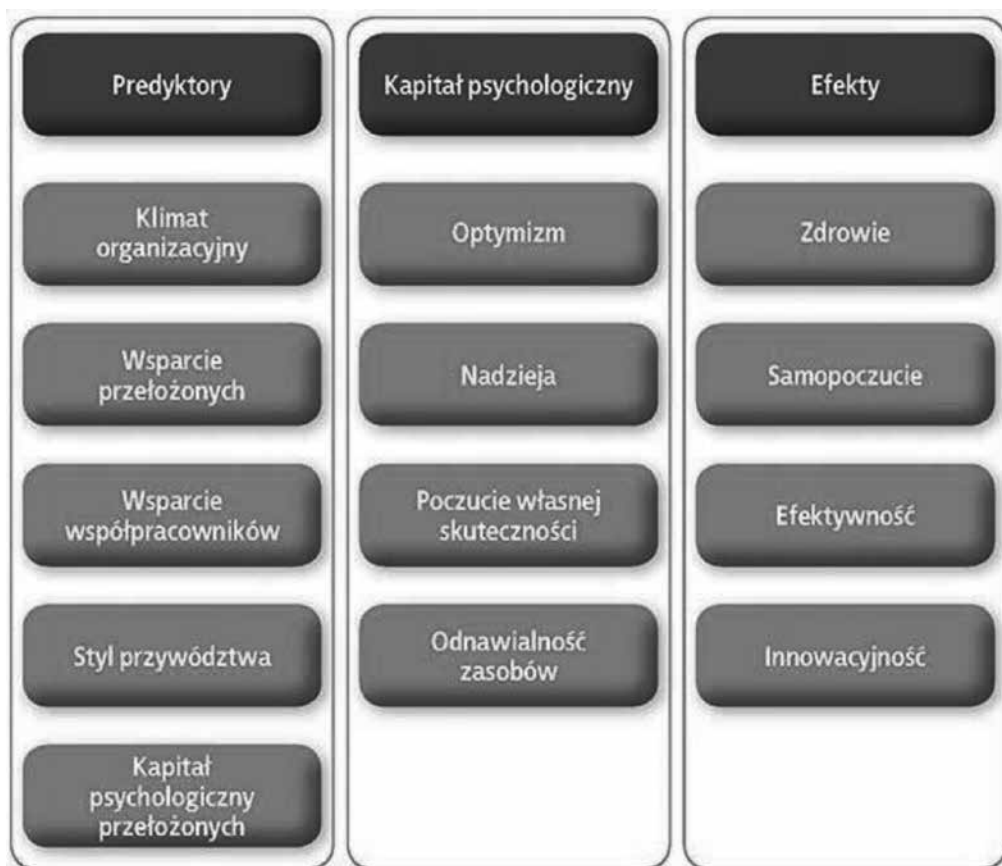 Predyktory
Klimat
organizacyjny
Wsparcie
przełożonych
Wsparcie
współpracowników
Styl przywództwa
Kapitał
psychologiczny
przełożonych
Kapitał psychologiczny
Optymizm
Nadzieja
Poczucie własnej
skuteczności
Odnawialność
zasobów
Efekty
Zdrowie
Samopoczucie
Efektywność
Innowacyjność